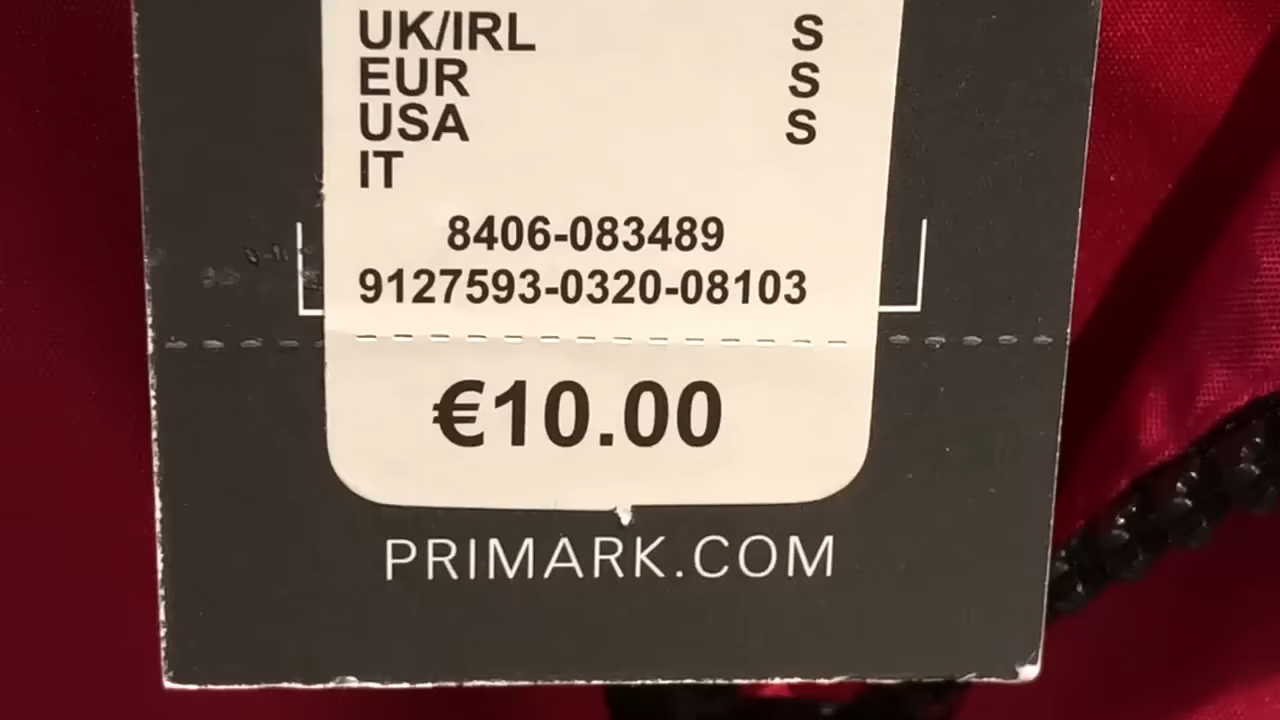 UK/IRL S
EUR S
USA S
IT
8406-083489
9127593-0320-08103
€10.00
PRIMARK.COM